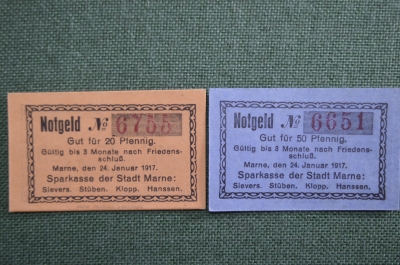 Notgeld № 6755
Gut für 20 Pfennig.
Gültig bis 3 Monate nach Friedens-
schluß.
Marne, den 24. Januar 1917.
Sparkasse der Stadt Marne:
Sievers. Stüben. Klopp. Hanssen.
Notgeld № 6651
Gut für 50 Pfennig.
Gültig bis 3 Monate nach Friedens-
schluß.
Marne, den 24. Januar 1917.
Sparkasse der Stadt Marne:
Sievers. Stüben. Klopp. Hanssen.